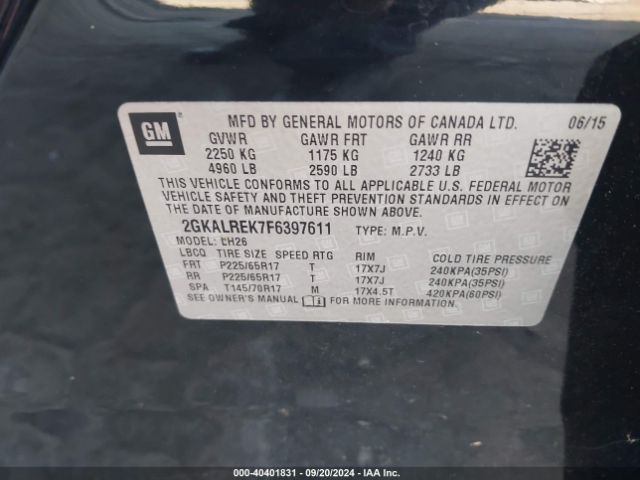 GM
MFD BY GENERAL MOTORS OF CANADA LTD. 06/15
GVWR GAWR FRT GAWR RR
2250 KG 1175 KG 1240 KG
4960 LB 2590 LB 2733 LB
THIS VEHICLE CONFORMS TO ALL APPLICABLE U.S. FEDERAL MOTOR
VEHICLE SAFETY AND THEFT PREVENTION STANDARDS IN EFFECT ON
THE DATE OF MANUFACTURE SHOWN ABOVE.
2GKALREK7F6397611 TYPE: M.P.V.
MODEL: LH26
LBCQ TIRE SIZE SPEED RTG RIM COLD TIRE PRESSURE
FRT P225/65R17 T 17X7J 240KPA(35PSI)
RR P225/65R17 T 17X7J 240KPA(35PSI)
SPA T145/70R17 M 17X4.5T 420KPA(60PSI)
SEE OWNER'S MANUAL FOR MORE INFORMATION.
000-40401831 - 09/20/2024 - IAAI.COM